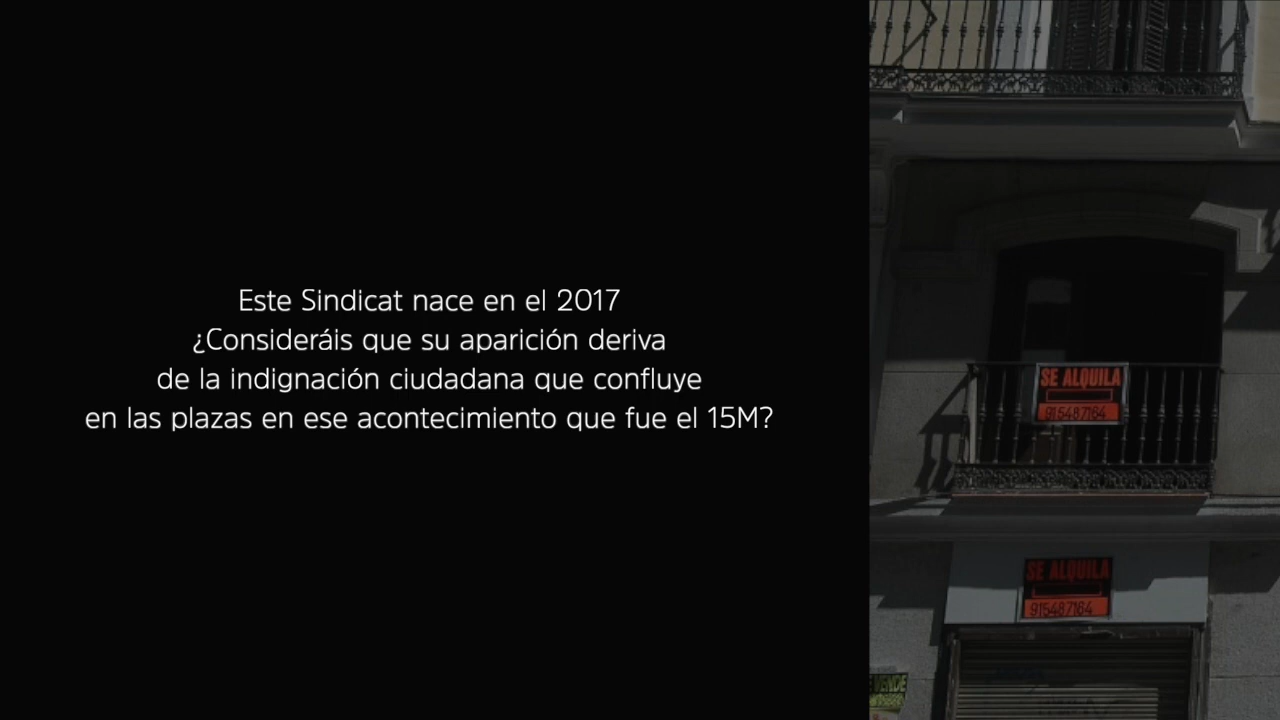 Este Sindicat nace en el 2017
¿Consideráis que su aparición deriva
de la indignación ciudadana que confluye
en las plazas en ese acontecimiento que fue el 15M?
SE ALQUILA
915487164
SE ALQUILA
915487164
VENDE